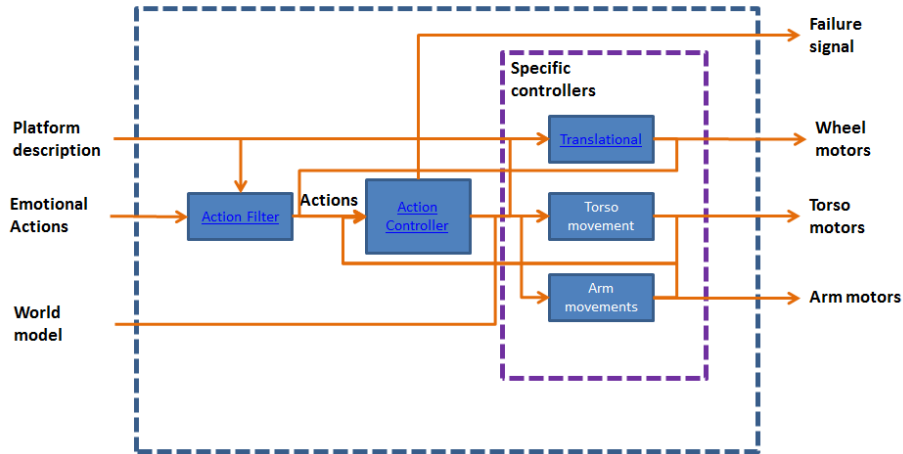 Failure
signal
Specific
controllers
Platform
description
Translational
Wheel
motors
Emotional
Actions
Action Filter
Actions
Action
Controller
Torso
movement
Torso
motors
Arm
movements
Arm motors
World
model